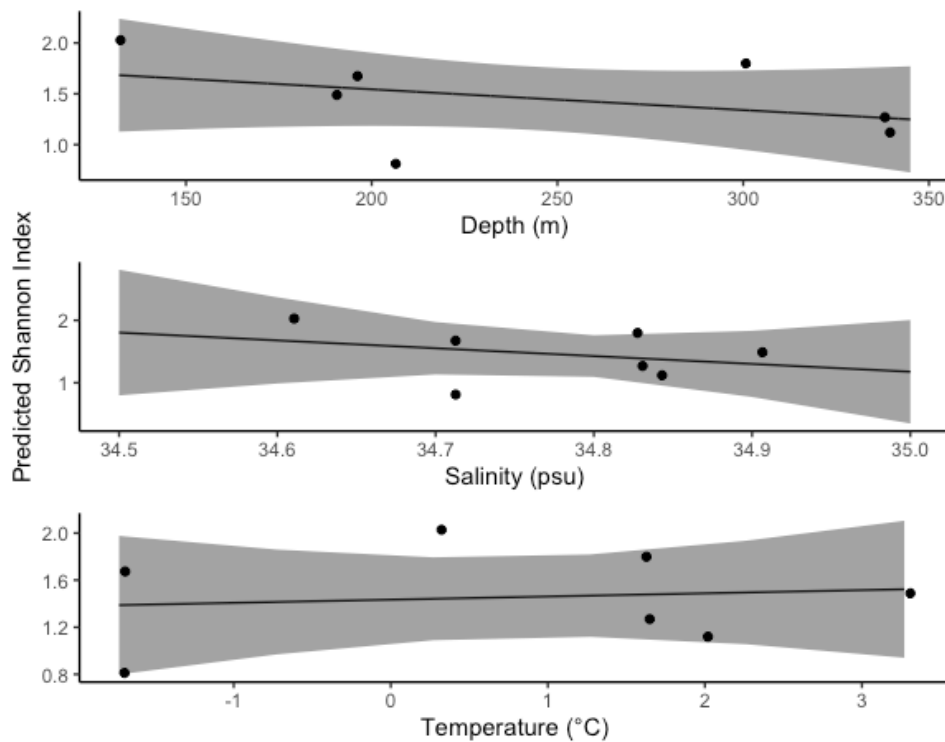 Predicted Shannon Index
2.0
1.5
1.0
150 200 250 300 350
Depth (m)
2
1
34.5 34.6 34.7 34.8 34.9 35.0
Salinity (psu)
2.0
1.6
1.2
0.8
-1 0 1 2 3
Temperature (°C)